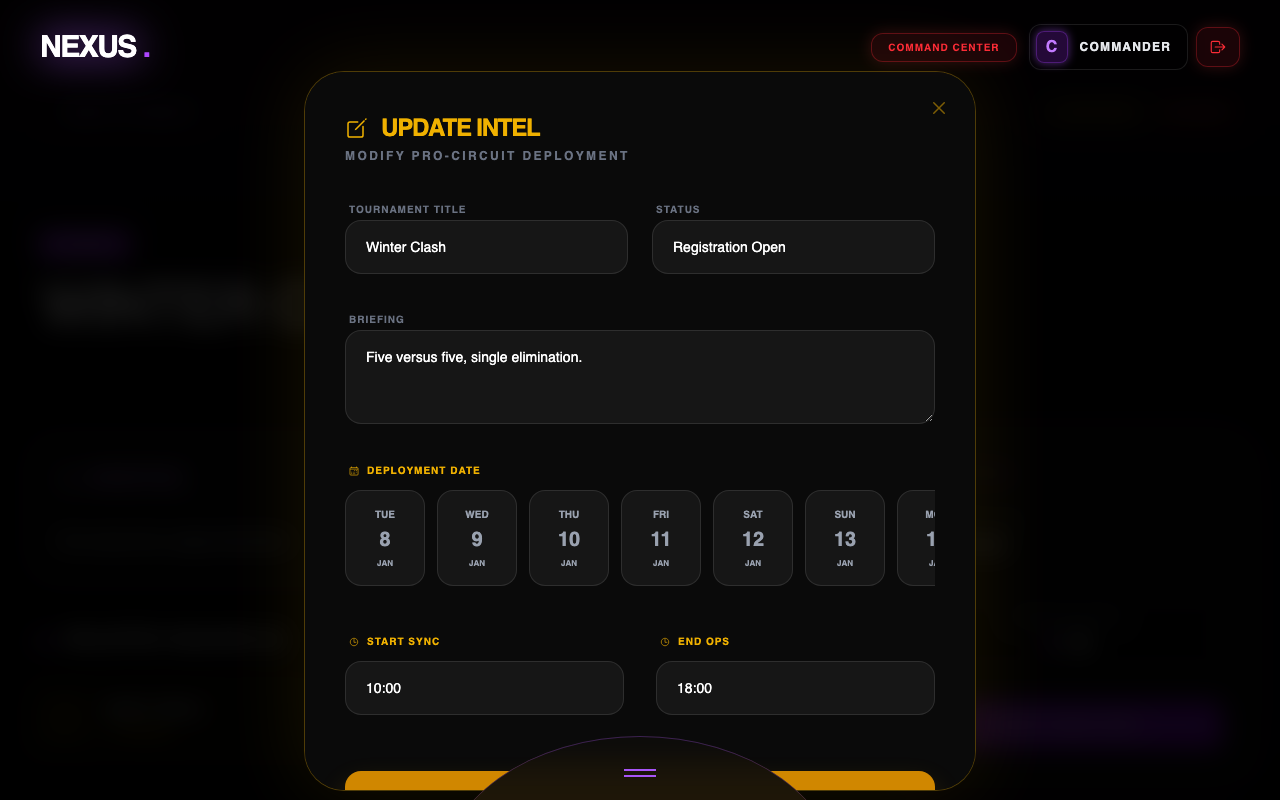 NEXUS .
COMMAND CENTER
C COMMANDER
UPDATE INTEL
MODIFY PRO-CIRCUIT DEPLOYMENT
TOURNAMENT TITLE STATUS
Winter Clash Registration Open
BRIEFING
Five versus five, single elimination.
DEPLOYMENT DATE
TUE WED THU FRI SAT SUN
8 9 10 11 12 13
JAN JAN JAN JAN JAN JAN
START SYNC END OPS
10:00 18:00